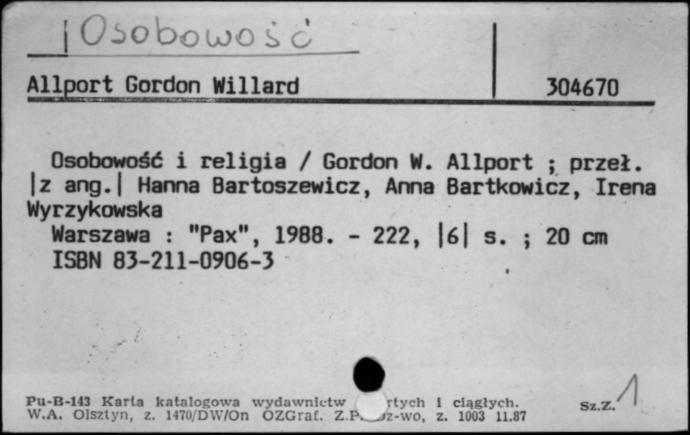 Osobowość
Allport Gordon Willard 304670
Osobowość i religia / Gordon W. Allport ; przeł.
|z ang.| Hanna Bartoszewicz, Anna Bartkowicz, Irena
Wyrzykowska
Warszawa : "Pax", 1988. - 222, |6| s. ; 20 cm
ISBN 83-211-0906-3
Pu-B-143 Karta katalogowa wydawnictw i ciągłych.
W.A. Olsztyn, z. 1470/DW/On OZGraf. z. 1003 11.87
Sz.Z. 1